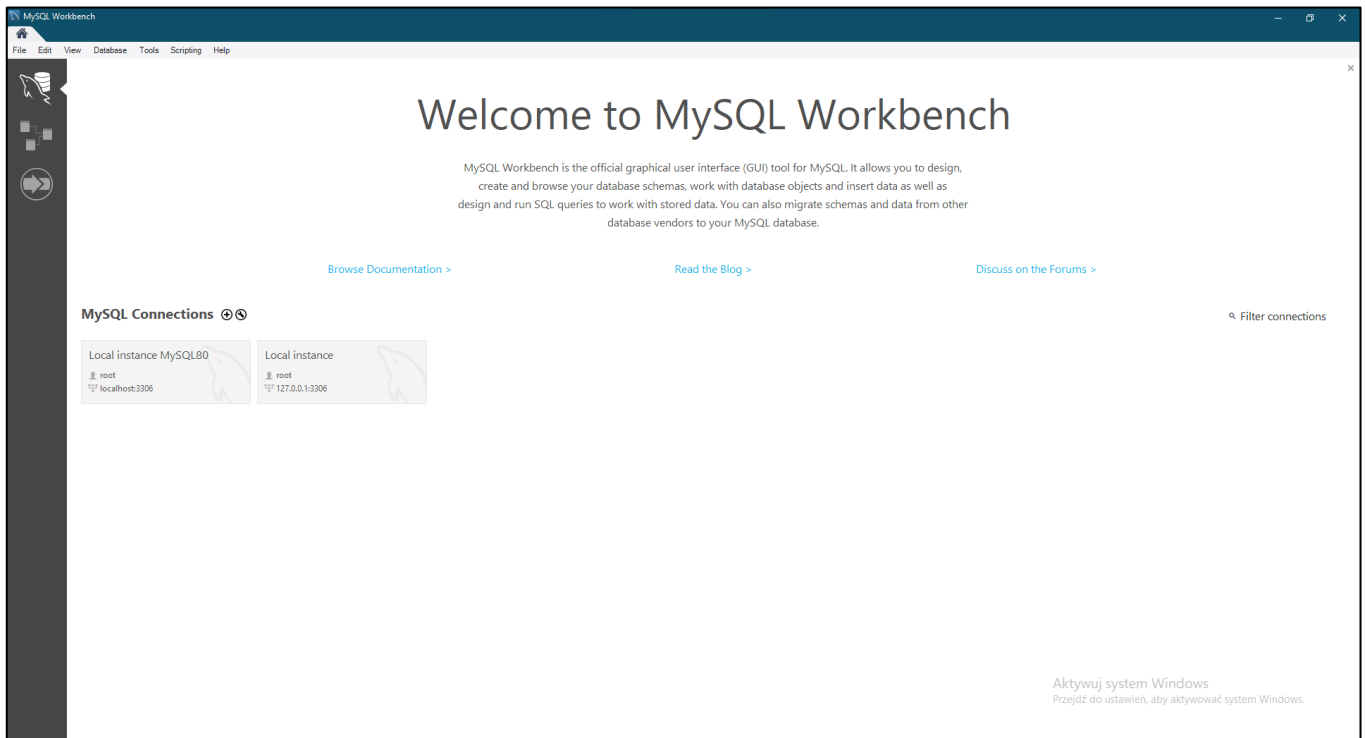 MySQL Workbench
File Edit View Database Tools Scripting Help
Welcome to MySQL Workbench
MySQL Workbench is the official graphical user interface (GUI) tool for MySQL. It allows you to design,
create and browse your database schemas, work with database objects and insert data as well as
design and run SQL queries to work with stored data. You can also migrate schemas and data from other
database vendors to your MySQL database.
Browse Documentation > Read the Blog > Discuss on the Forums >
MySQL Connections Filter connections
Local instance MySQL80
root
localhost:3306
Local instance
root
127.0.0.1:3306
Aktywuj system Windows
Przejdź do ustawień, aby aktywować system Windows.